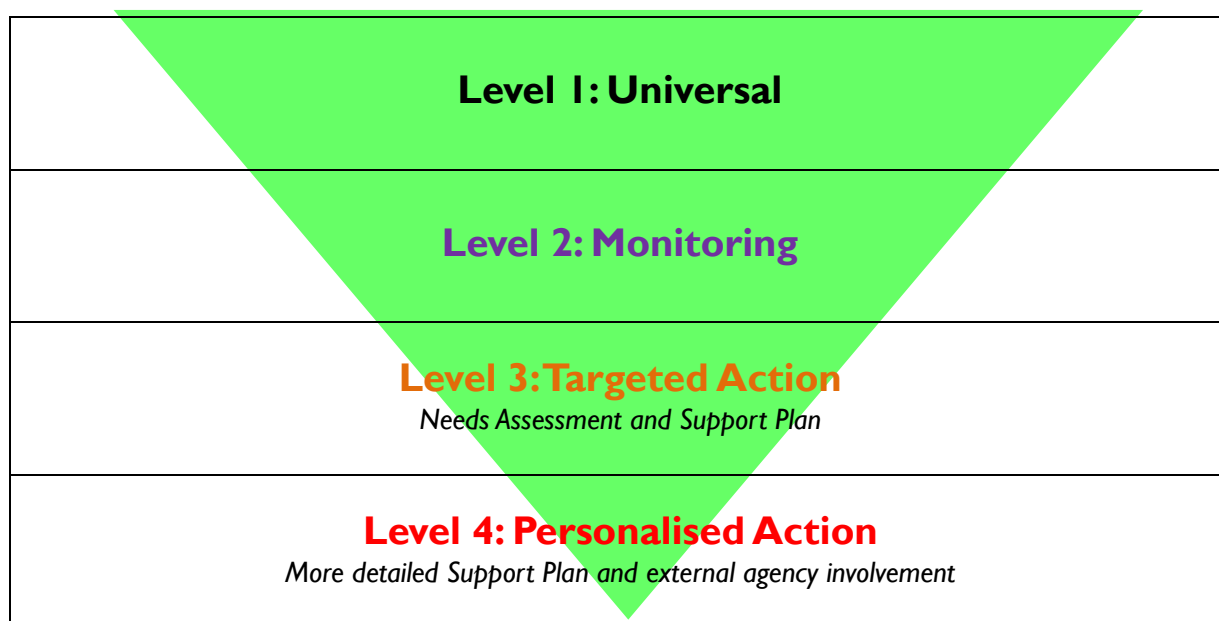 Level 1: Universal
Level 2: Monitoring
Level 3: Targeted Action
Needs Assessment and Support Plan
Level 4: Personalised Action
More detailed Support Plan and external agency involvement